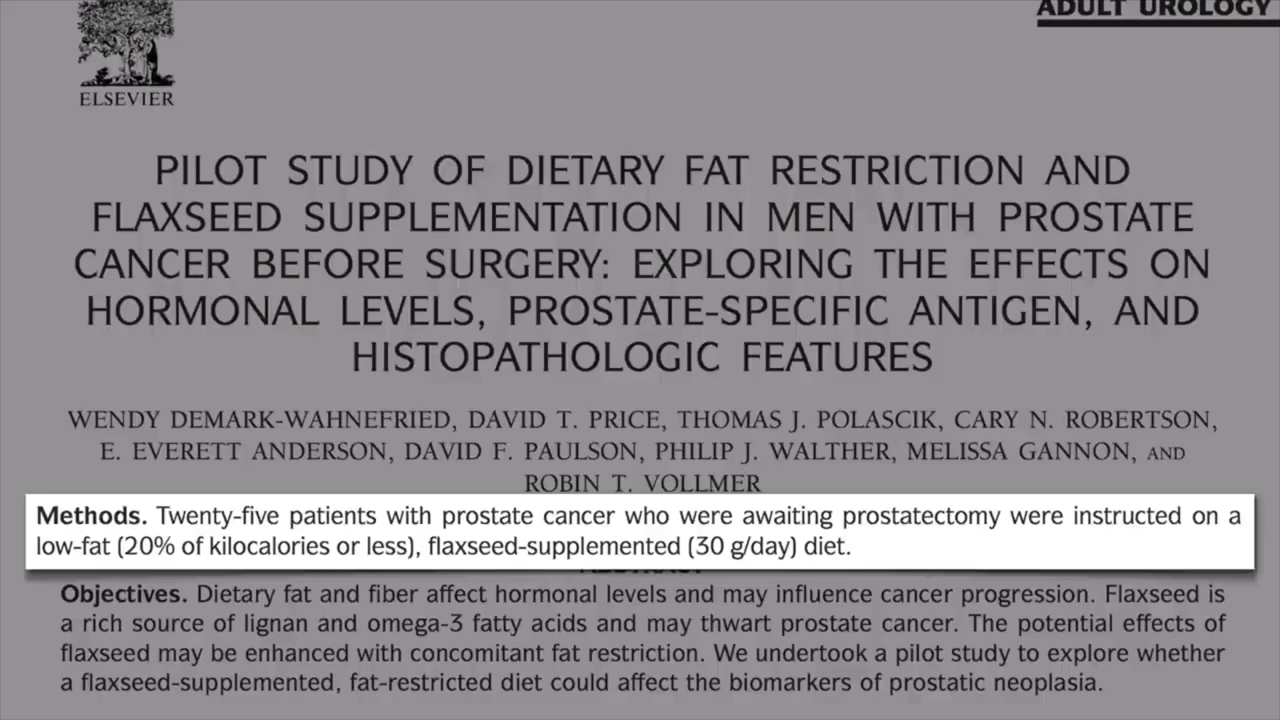 ADULT UROLOGY
ELSEVIER
PILOT STUDY OF DIETARY FAT RESTRICTION AND
FLAXSEED SUPPLEMENTATION IN MEN WITH PROSTATE
CANCER BEFORE SURGERY: EXPLORING THE EFFECTS ON
HORMONAL LEVELS, PROSTATE-SPECIFIC ANTIGEN, AND
HISTOPATHOLOGIC FEATURES
WENDY DEMARK-WAHNEFRIED, DAVID T. PRICE, THOMAS J. POLASCIK, CARY N. ROBERTSON,
E. EVERETT ANDERSON, DAVID F. PAULSON, PHILIP J. WALTHER, MELISSA GANNON, AND
ROBIN T. VOLLMER
Methods. Twenty-five patients with prostate cancer who were awaiting prostatectomy were instructed on a
low-fat (20% of kilocalories or less), flaxseed-supplemented (30 g/day) diet.
ABSTRACT
Objectives. Dietary fat and fiber affect hormonal levels and may influence cancer progression. Flaxseed is
a rich source of lignan and omega-3 fatty acids and may thwart prostate cancer. The potential effects of
flaxseed may be enhanced with concomitant fat restriction. We undertook a pilot study to explore whether
a flaxseed-supplemented, fat-restricted diet could affect the biomarkers of prostatic neoplasia.